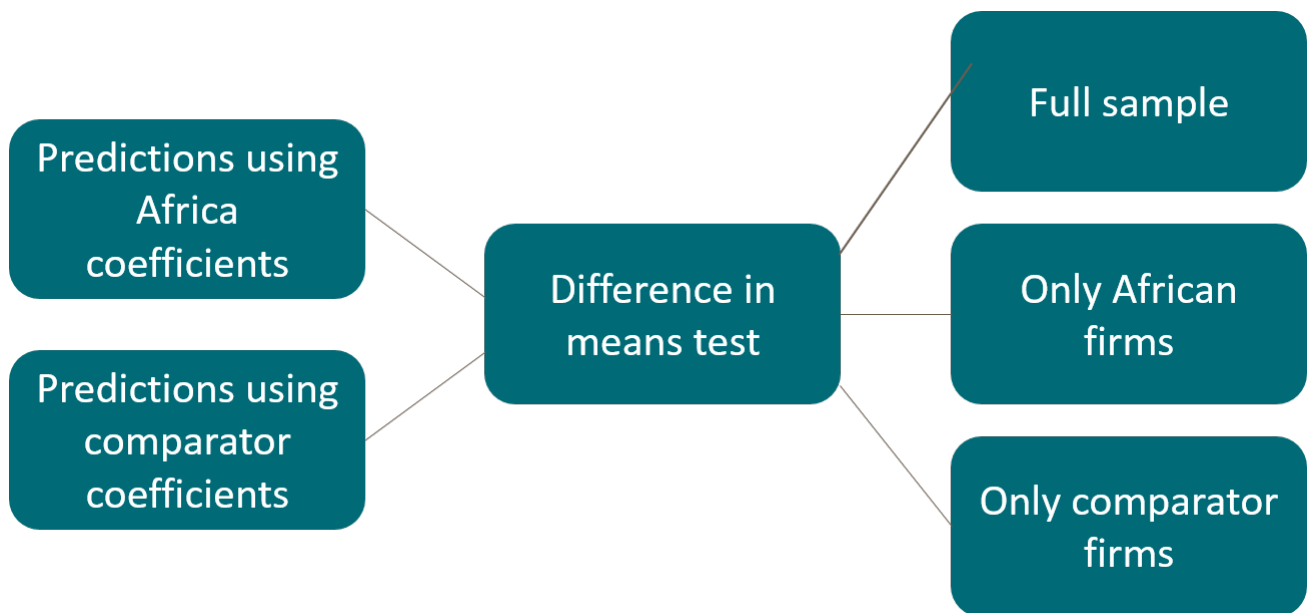 Predictions using
Africa
coefficients
Predictions using
comparator
coefficients
Difference in
means test
Full sample
Only African
firms
Only comparator
firms